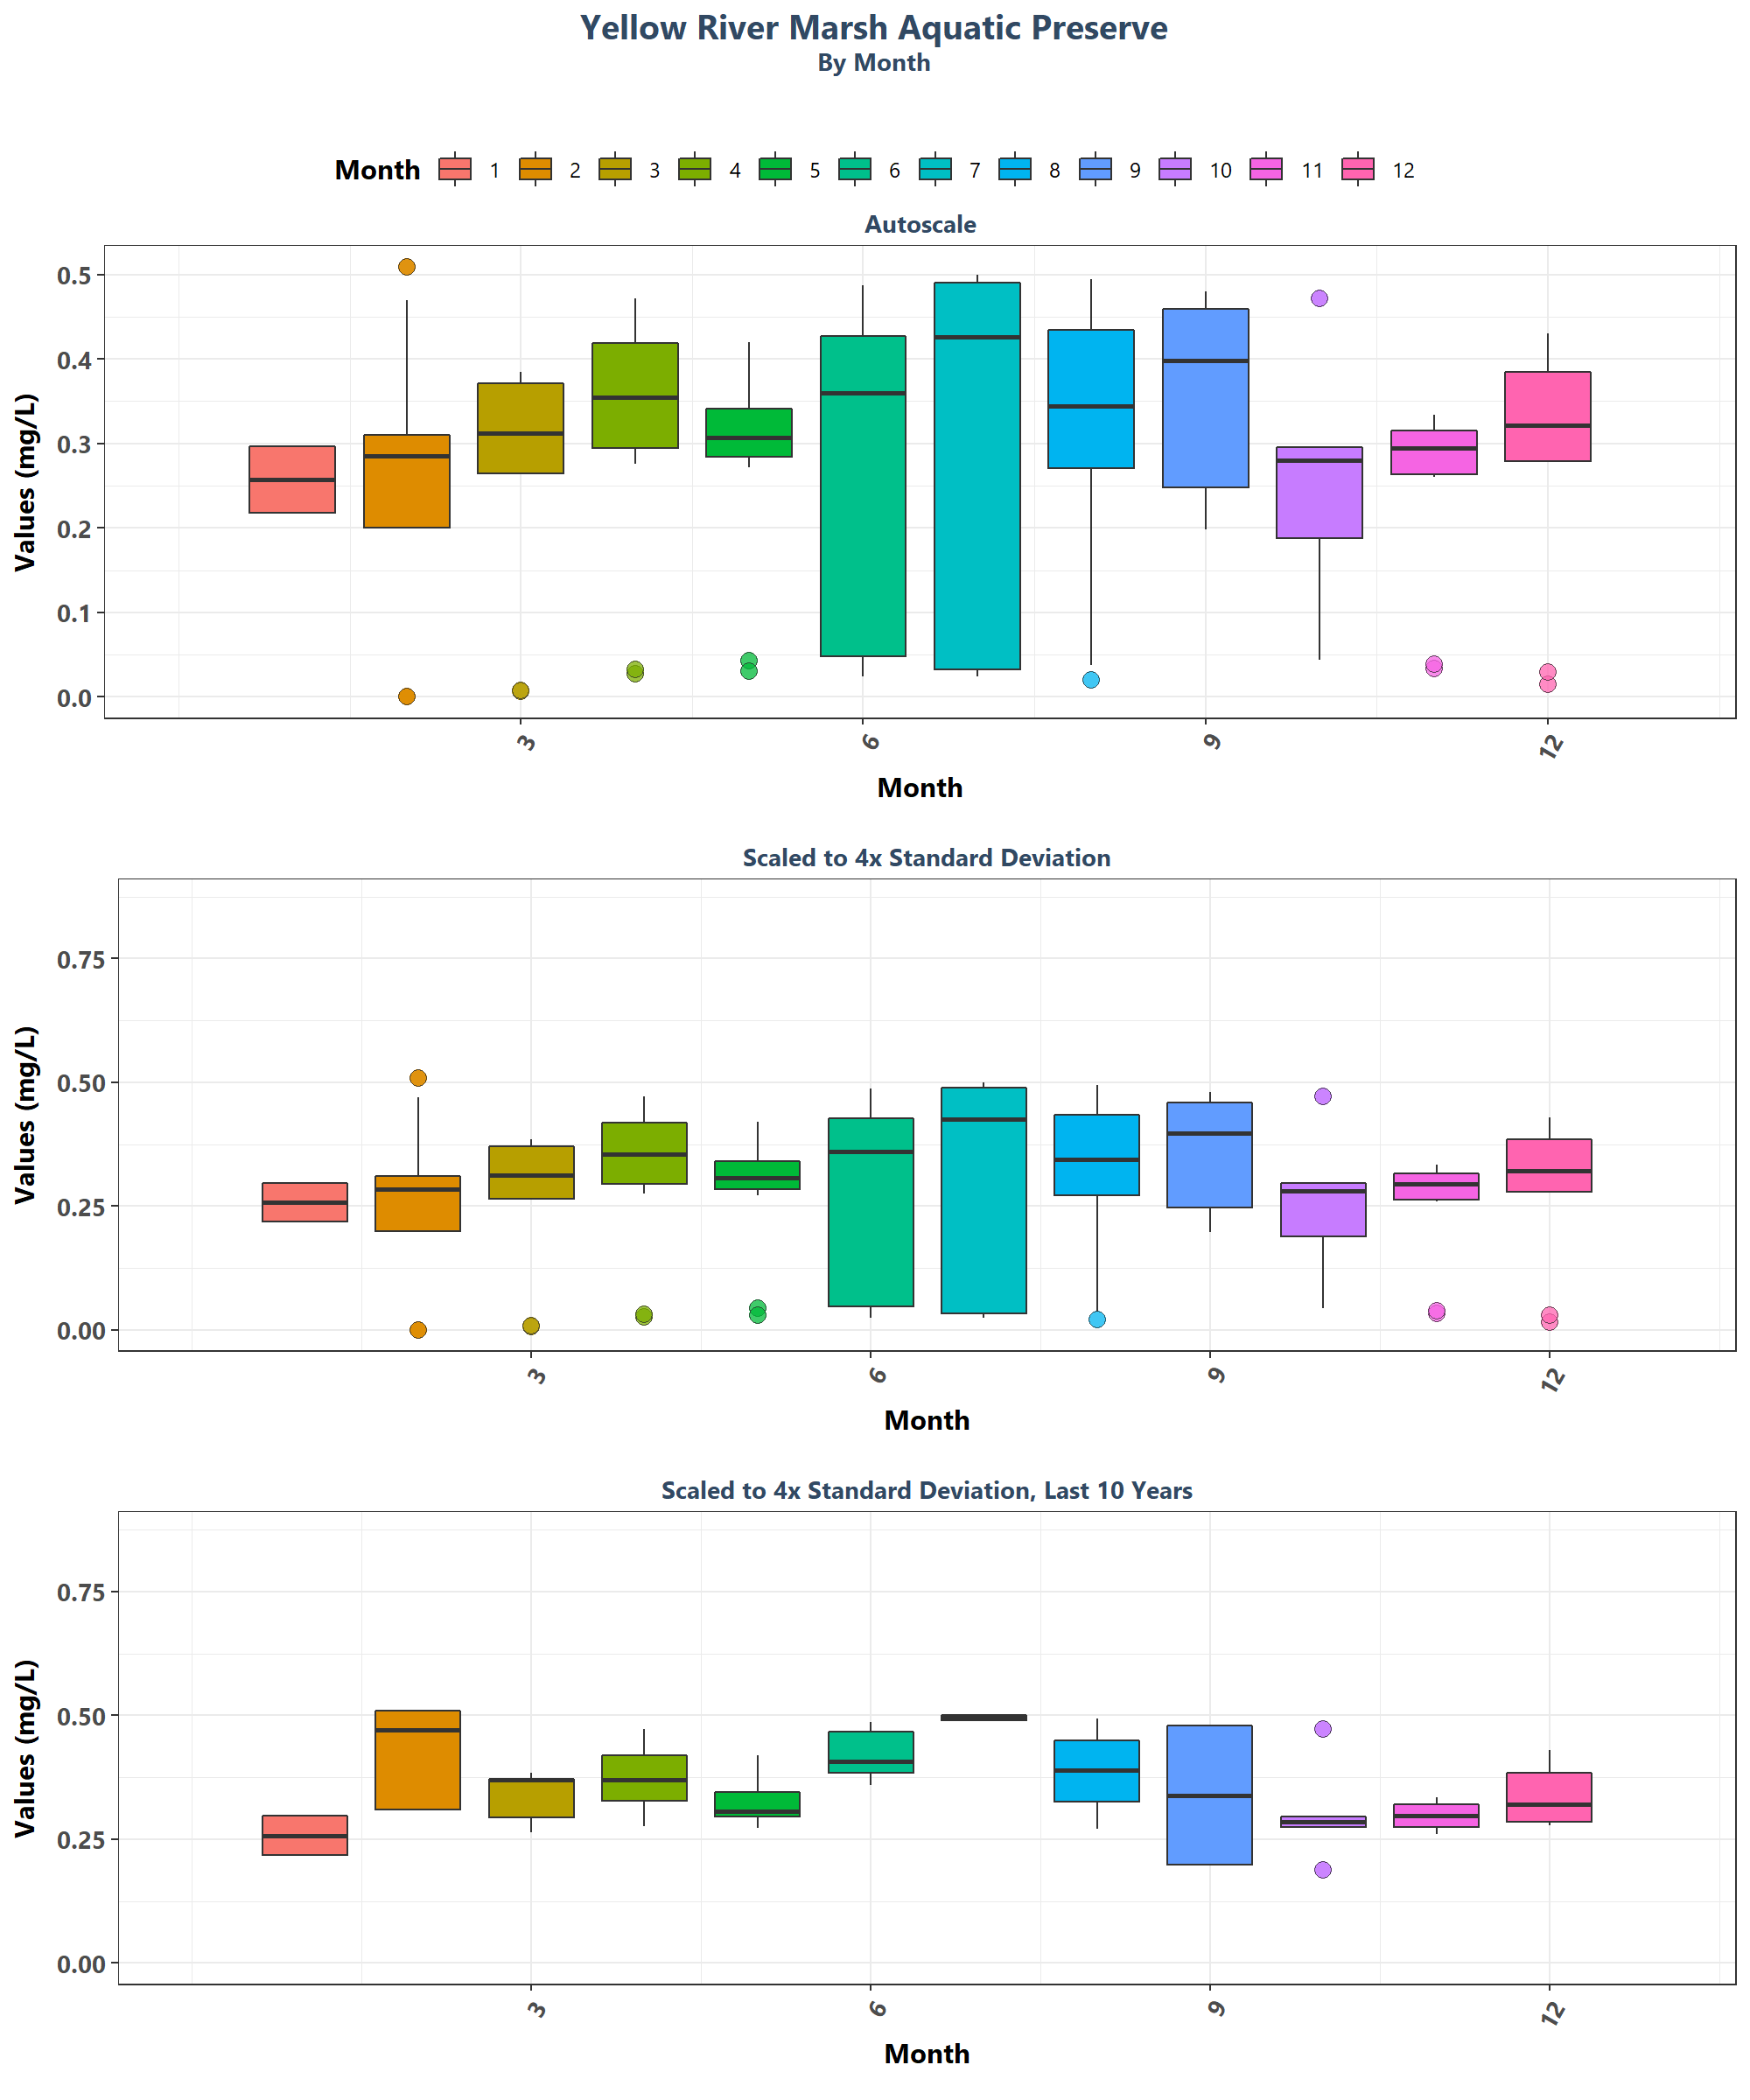 Yellow River Marsh Aquatic Preserve
By Month
Month 1 2 3 4 5 6 7 8 9 10 11 12
Autoscale
Values (mg/L)
0.5
0.4
0.3
0.2
0.1
0.0
3 6 9 12
Month
Scaled to 4x Standard Deviation
Values (mg/L)
0.75
0.50
0.25
0.00
3 6 9 12
Month
Scaled to 4x Standard Deviation, Last 10 Years
Values (mg/L)
0.75
0.50
0.25
0.00
3 6 9 12
Month